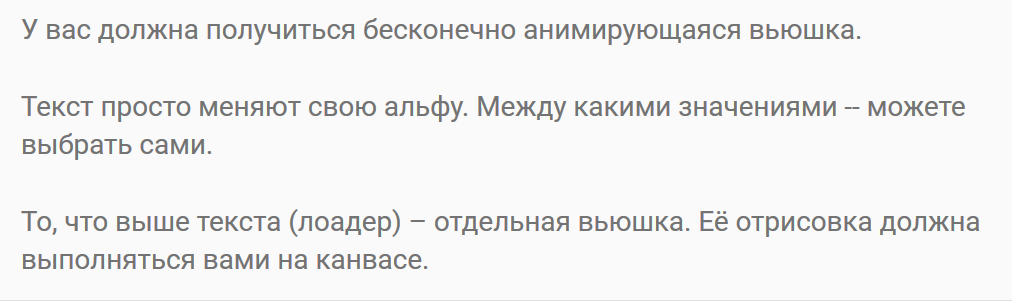 У вас должна получиться бесконечно анимирующаяся вьюшка.
Текст просто меняют свою альфу. Между какими значениями -- можете
выбрать сами.
То, что выше текста (лоадер) – отдельная вьюшка. Её отрисовка должна
выполняться вами на канвасе.